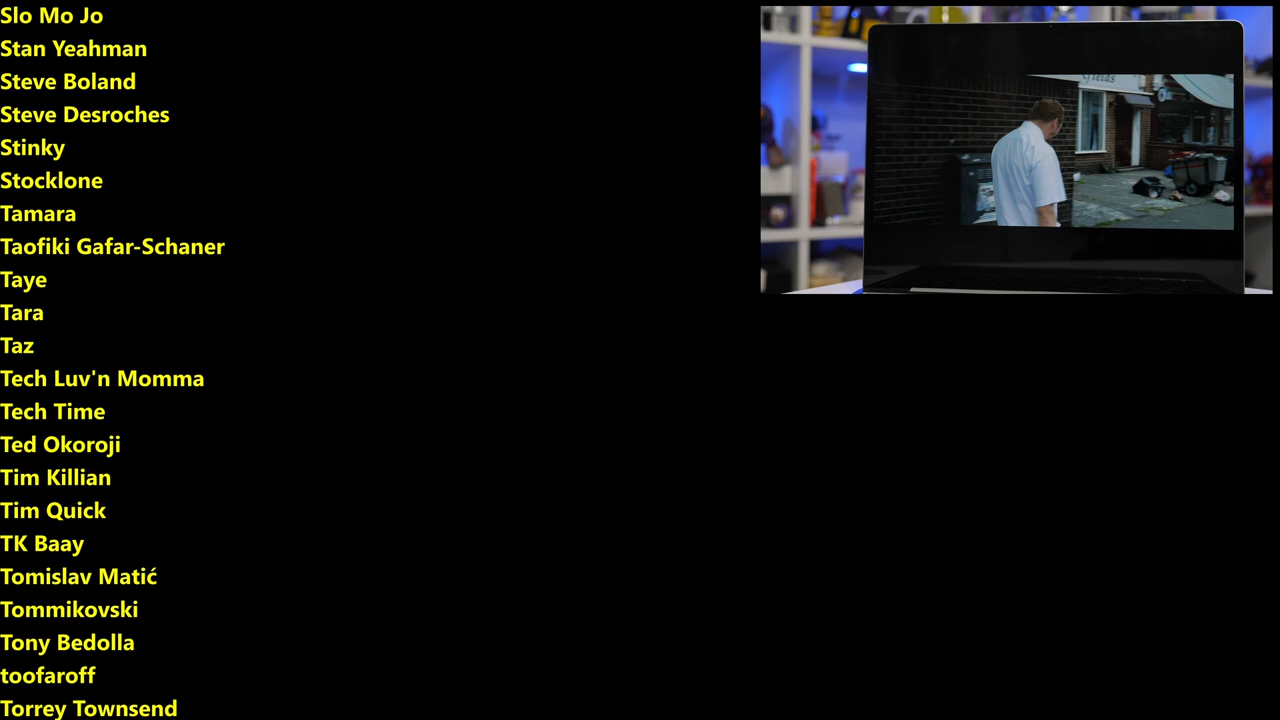 Slo Mo Jo
Stan Yeahman
Steve Boland
Steve Desroches
Stinky
Stocklone
Tamara
Taofiki Gafar-Schaner
Taye
Tara
Taz
Tech Luv'n Momma
Tech Time
Ted Okoroji
Tim Killian
Tim Quick
TK Baay
Tomislav Matić
Tommikovski
Tony Bedolla
toofaroff
Torrey Townsend